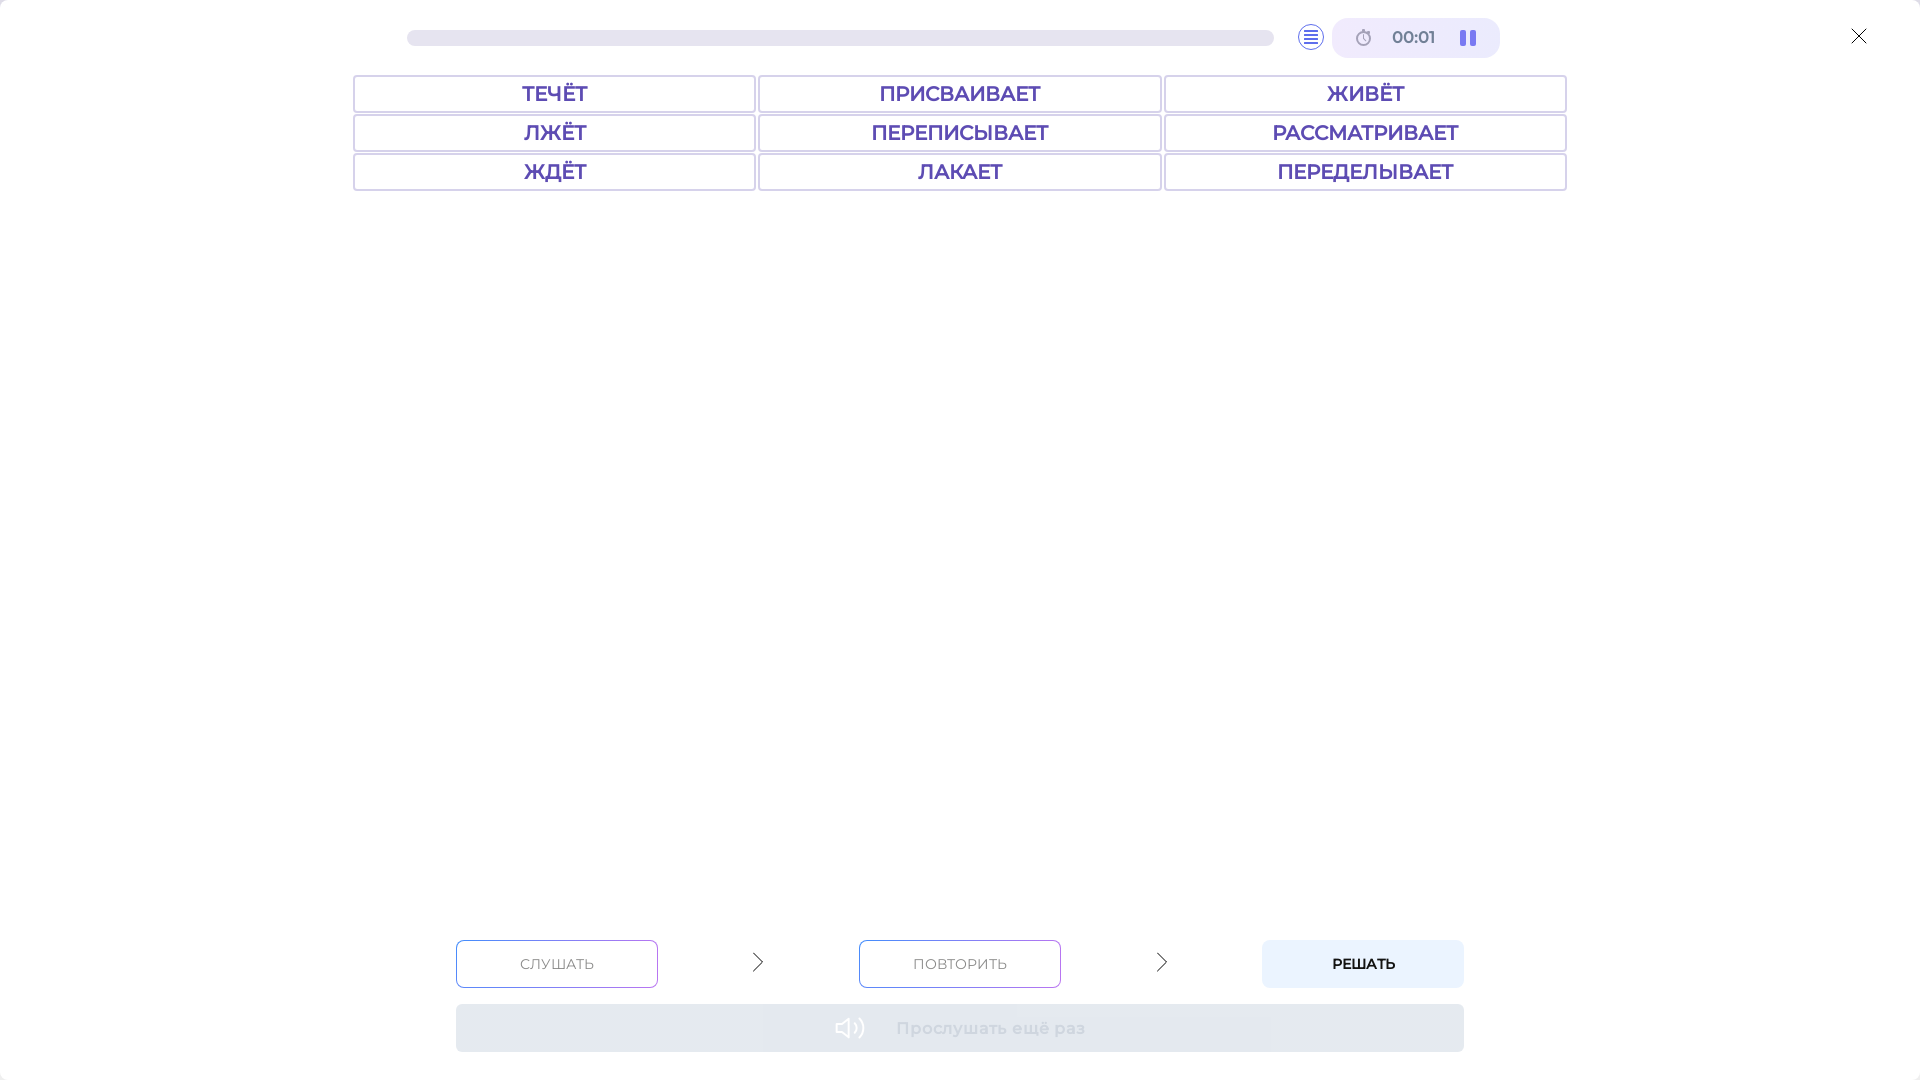 00:01
ТЕЧЁТ ПРИСВАИВАЕТ ЖИВЁТ
ЛЖЁТ ПЕРЕПИСЫВАЕТ РАССМАТРИВАЕТ
ЖДЁТ ЛАКАЕТ ПЕРЕДЕЛЫВАЕТ
СЛУШАТЬ ПОВТОРИТЬ РЕШАТЬ
Прослушать ещё раз